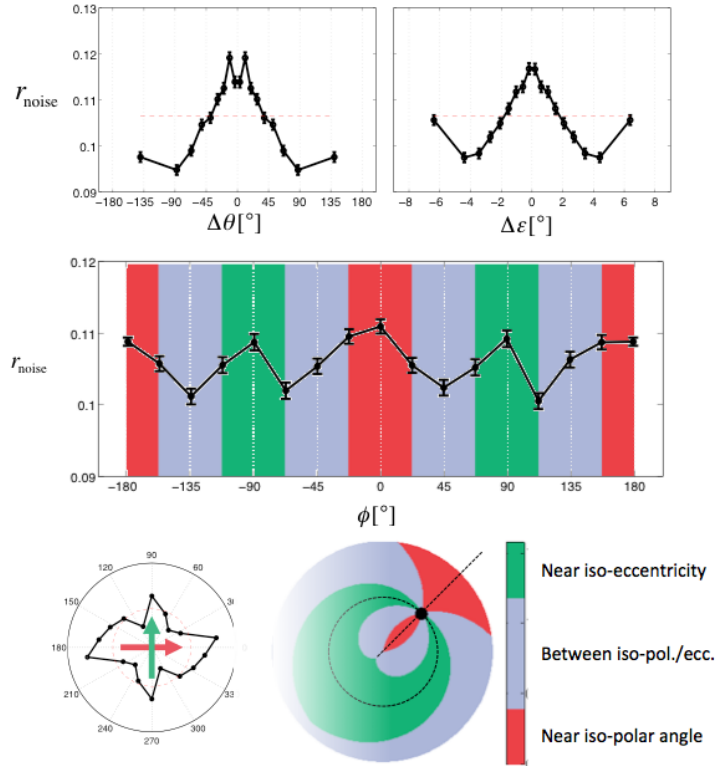 0.13
0.12
r_noise
0.11
0.1
0.09
-180 -135 -90 -45 0 45 90 135 180
Δθ[°]
-8 -6 -4 -2 0 2 4 6 8
Δε[°]
0.12
0.11
r_noise
0.1
0.09
-180 -135 -90 -45 0 45 90 135 180
ϕ[°]
90
120 60
150 3
180 0
210 3
240 300
270
Near iso-eccentricity
Between iso-pol./ecc.
Near iso-polar angle